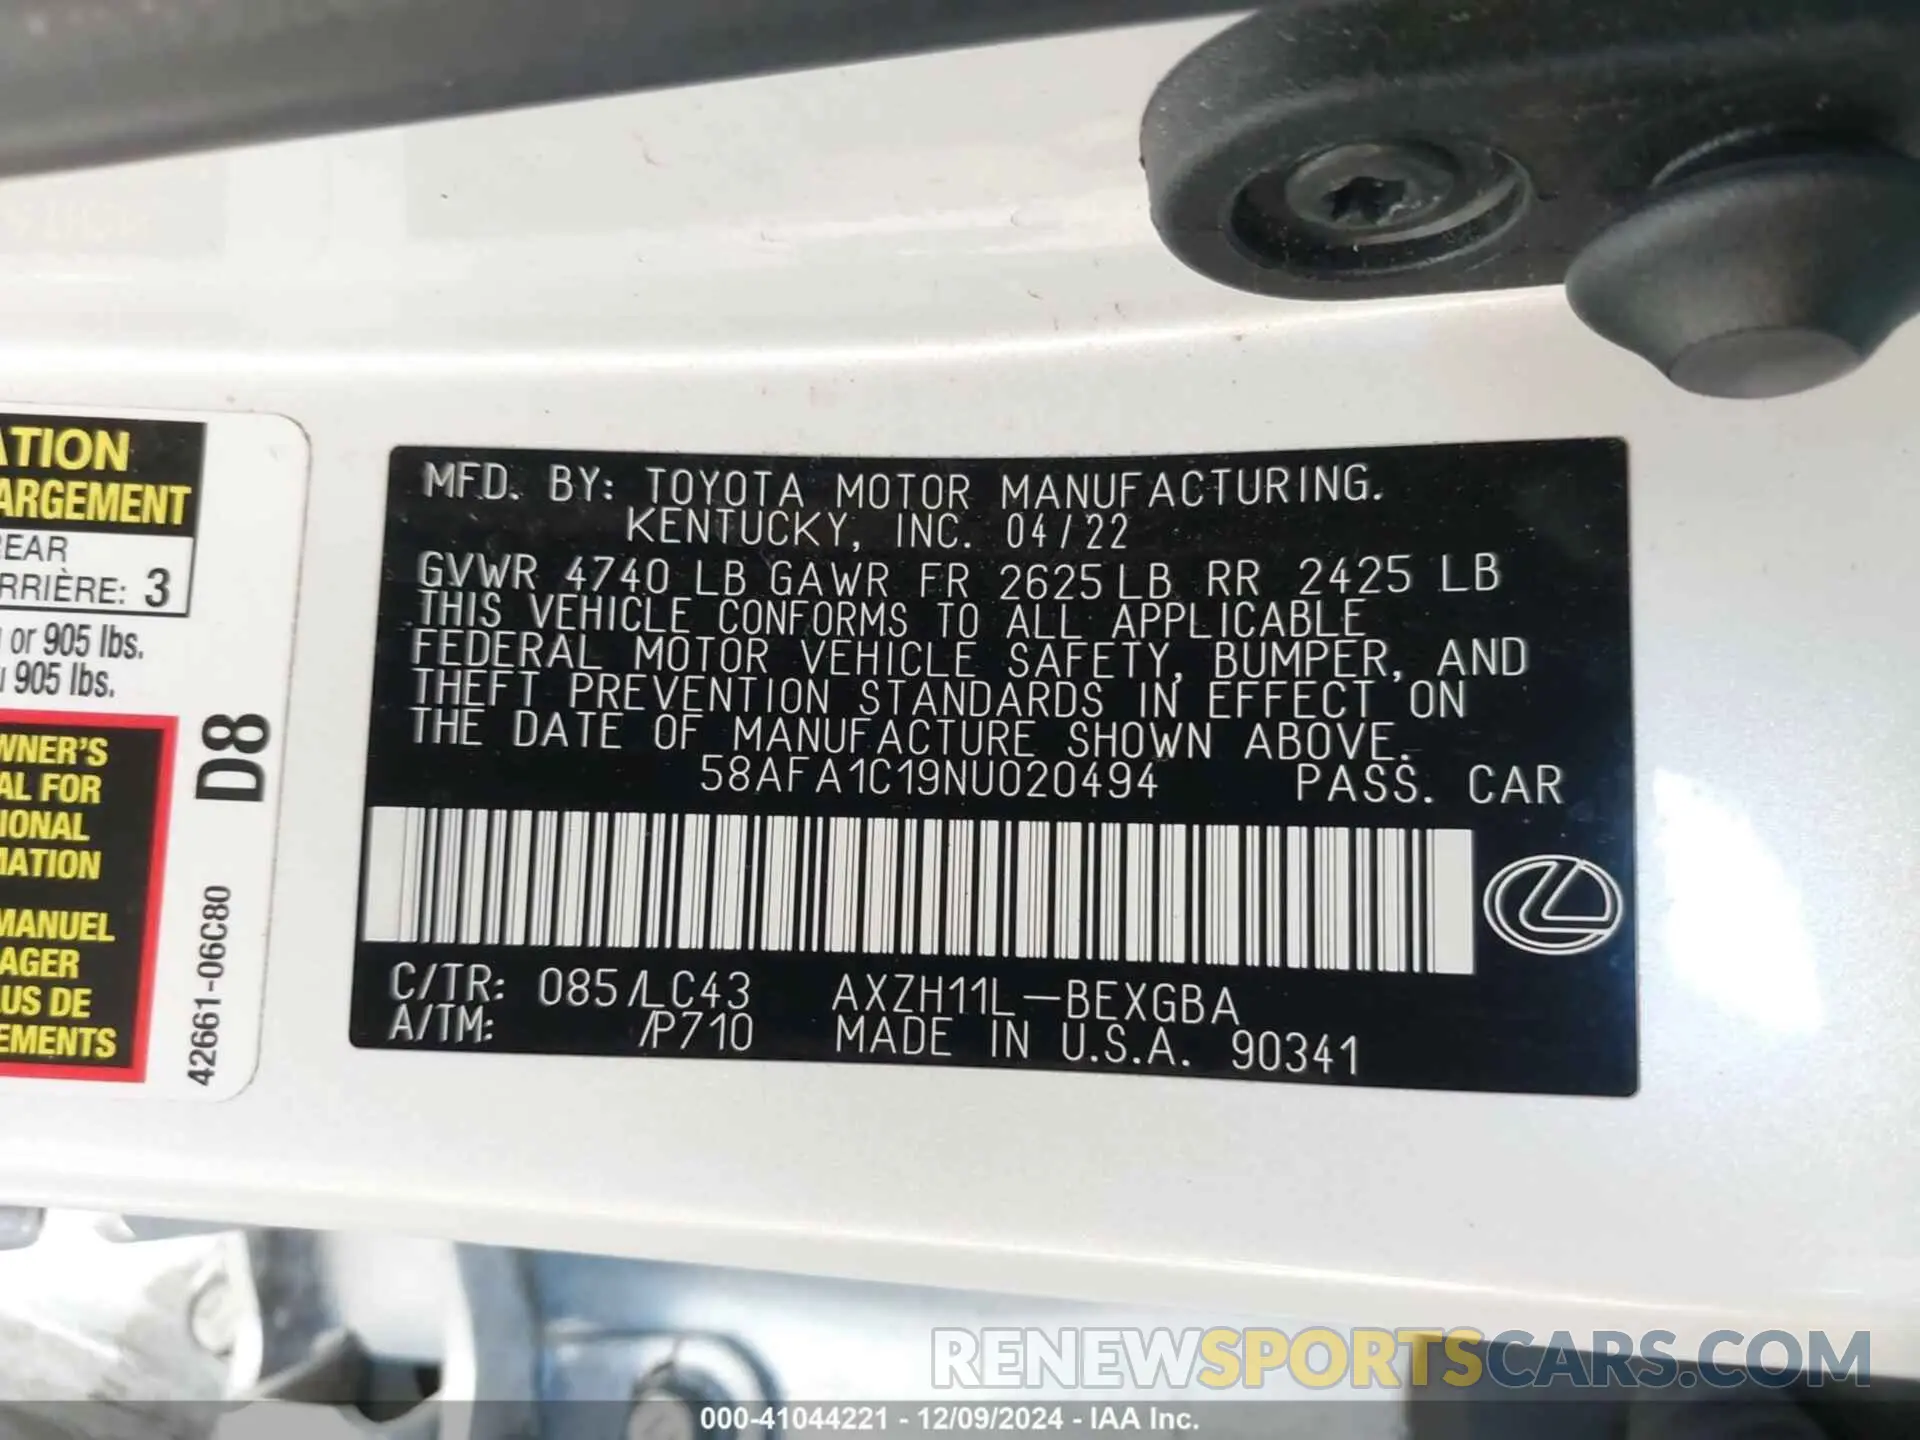 ATION
ARGEMENT
REAR
ARRIÈRE: 3
or 905 lbs.
905 lbs.
OWNER'S
AL FOR
IONAL
MATION
MANUEL
AGER
LUS DE
EMENTS
D8
42661-06C80
MFD. BY: TOYOTA MOTOR MANUFACTURING.
KENTUCKY, INC. 04/22
GVWR 4740 LB GAWR FR 2625 LB RR 2425 LB
THIS VEHICLE CONFORMS TO ALL APPLICABLE
FEDERAL MOTOR VEHICLE SAFETY, BUMPER, AND
THEFT PREVENTION STANDARDS IN EFFECT ON
THE DATE OF MANUFACTURE SHOWN ABOVE.
58AFA1C19NU020494 PASS. CAR
C/TR: 085/LC43 AXZH11L-BEXGBA
A/TM: /P710 MADE IN U.S.A. 90341
RENEWSPORTSCARS.COM
000-41044221 - 12/09/2024 - IAA Inc.